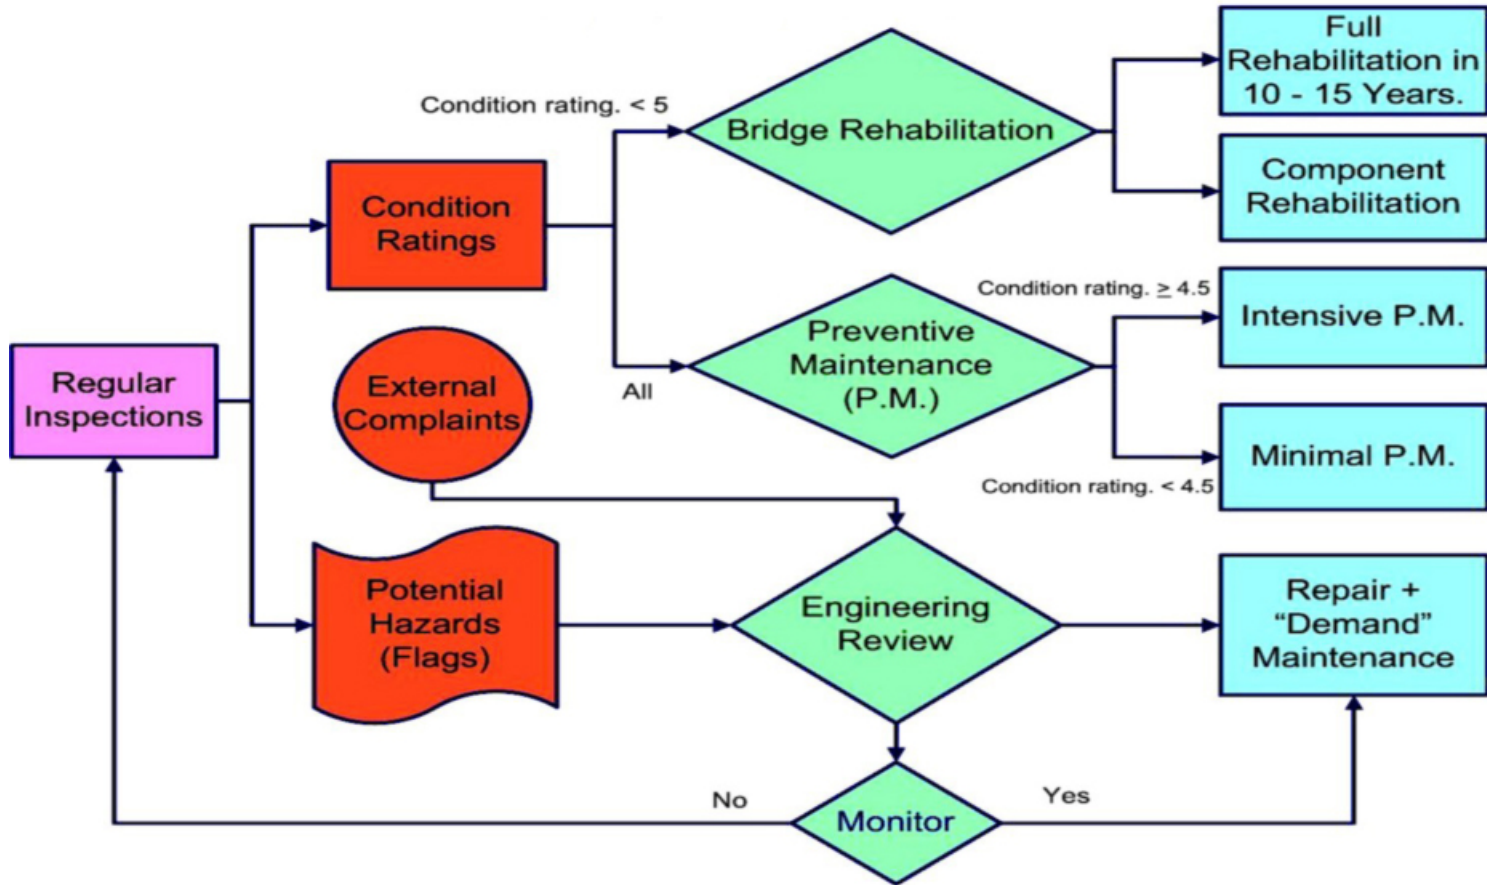 Full
Rehabilitation in
10 - 15 Years.
Condition rating. < 5
Bridge Rehabilitation
Component
Rehabilitation
Condition
Ratings
Condition rating. ≥ 4.5
Intensive P.M.
Preventive
Maintenance
(P.M.)
All
Regular
Inspections
External
Complaints
Minimal P.M.
Condition rating. < 4.5
Potential
Hazards
(Flags)
Engineering
Review
Repair +
“Demand”
Maintenance
No
Yes
Monitor